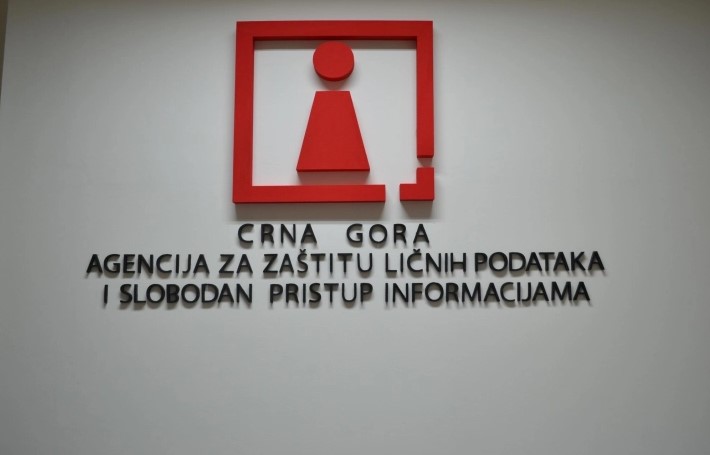 CRNA GORA
AGENCIJA ZA ZAŠTITU LIČNIH PODATAKA
I SLOBODAN PRISTUP INFORMACIJAMA